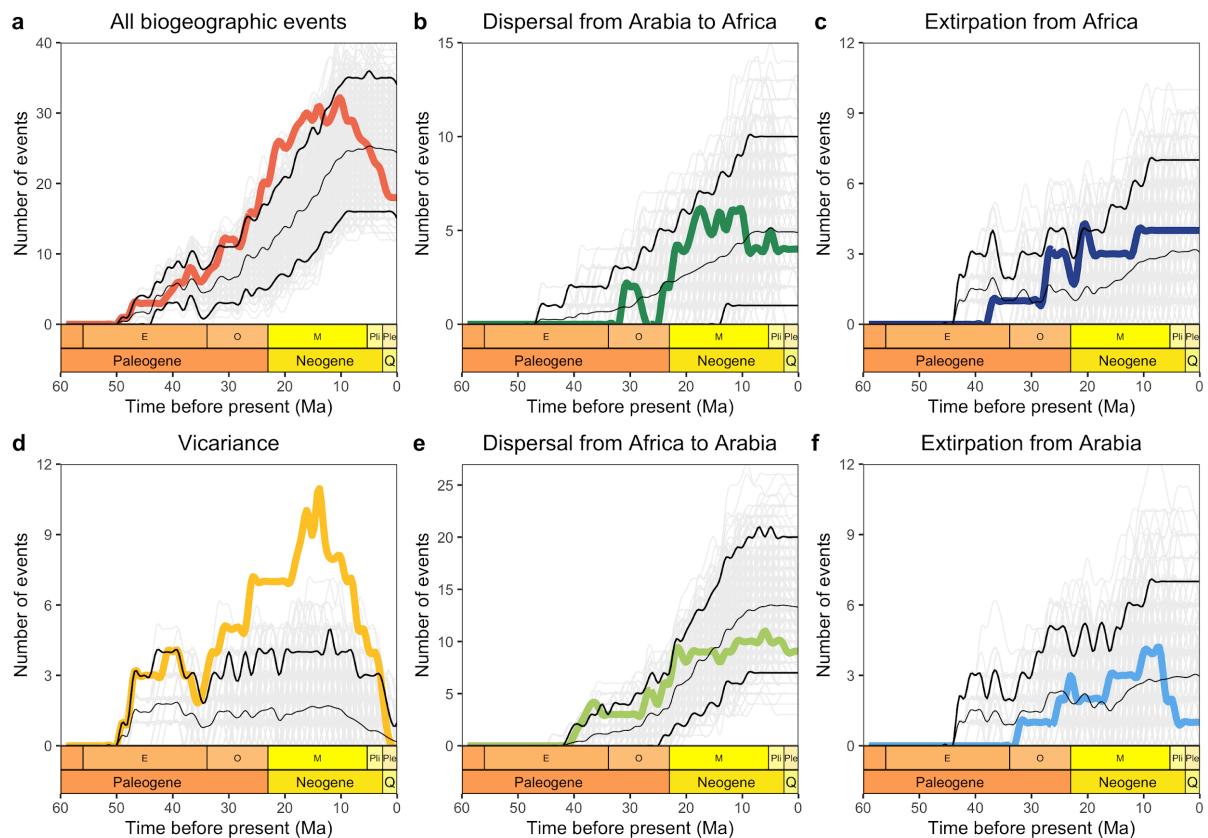 a All biogeographic events
Number of events
40
30
20
10
0
E O M Pli Ple
Paleogene Neogene Q
60 50 40 30 20 10 0
Time before present (Ma)
b Dispersal from Arabia to Africa
Number of events
15
10
5
0
E O M Pli Ple
Paleogene Neogene Q
60 50 40 30 20 10 0
Time before present (Ma)
c Extirpation from Africa
Number of events
12
9
6
3
0
E O M Pli Ple
Paleogene Neogene Q
60 50 40 30 20 10 0
Time before present (Ma)
d Vicariance
Number of events
12
9
6
3
0
E O M Pli Ple
Paleogene Neogene Q
60 50 40 30 20 10 0
Time before present (Ma)
e Dispersal from Africa to Arabia
Number of events
25
20
15
10
5
0
E O M Pli Ple
Paleogene Neogene Q
60 50 40 30 20 10 0
Time before present (Ma)
f Extirpation from Arabia
Number of events
12
9
6
3
0
E O M Pli Ple
Paleogene Neogene Q
60 50 40 30 20 10 0
Time before present (Ma)